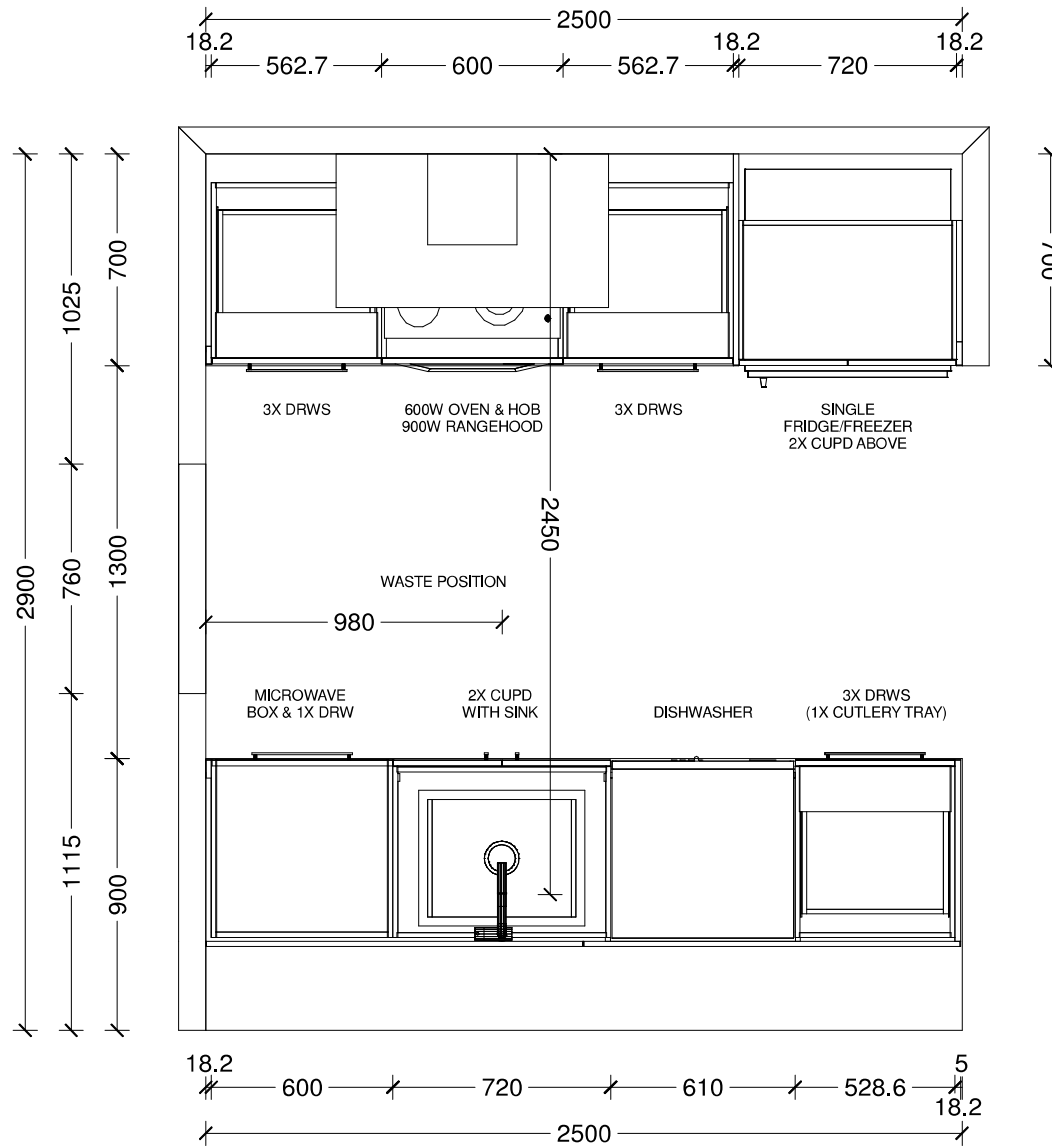 2500
18.2 18.2 18.2
562.7 600 562.7 720
2900
1025
760
1115
700
1300
900
700
3X DRWS
600W OVEN & HOB
900W RANGEHOOD
3X DRWS
SINGLE
FRIDGE/FREEZER
2X CUPD ABOVE
2450
WASTE POSITION
980
MICROWAVE
BOX & 1X DRW
2X CUPD
WITH SINK
DISHWASHER
3X DRWS
(1X CUTLERY TRAY)
18.2 5
600 720 610 528.6
18.2
2500